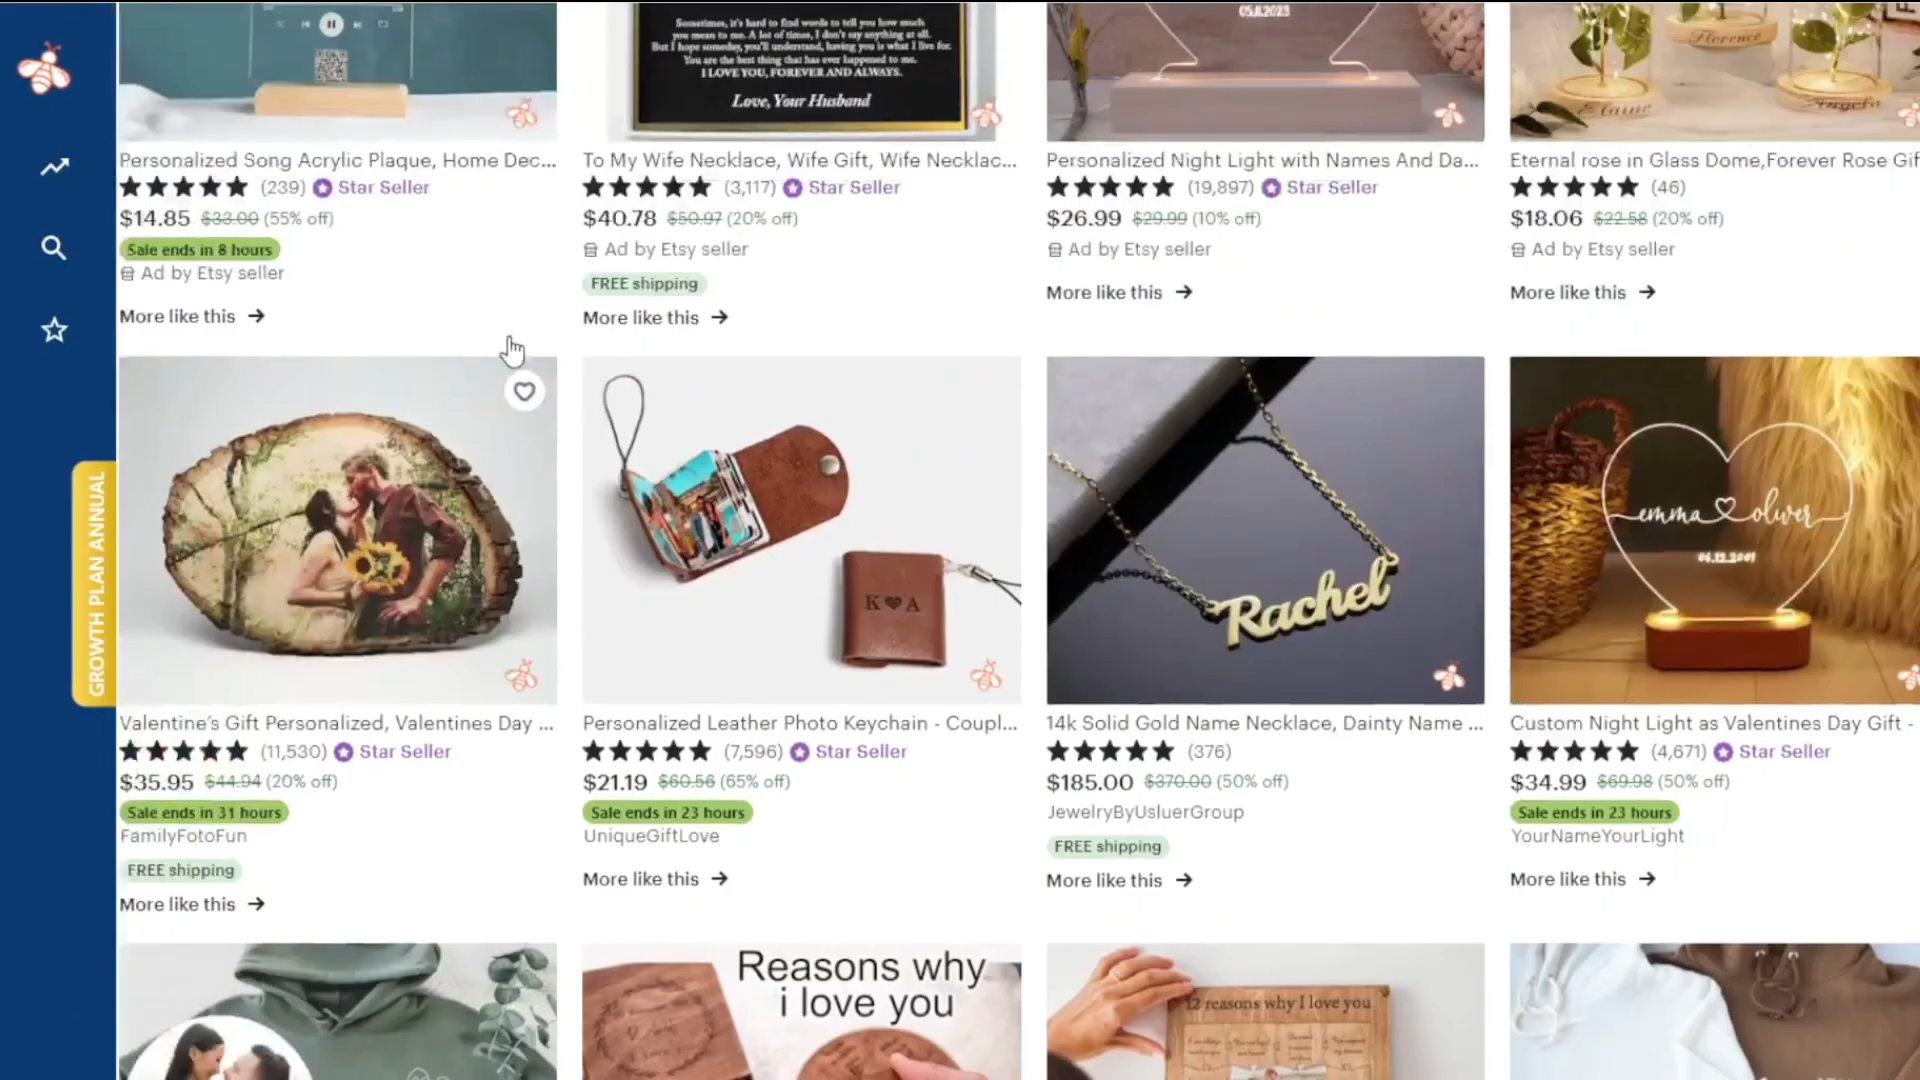 Sometimes, it's hard to find words to tell you how much
you mean to me. A lot of times, I don't say anything at all.
But I hope someday, you'll understand, having you is what I live for.
You are the best thing that has ever happened to me.
I LOVE YOU, FOREVER AND ALWAYS.
Love, Your Husband
Florence
Elaine
Angela
Personalized Song Acrylic Plaque, Home Dec...
(239) Star Seller
$14.85 $33.00 (55% off)
Sale ends in 8 hours
Ad by Etsy seller
More like this →
To My Wife Necklace, Wife Gift, Wife Necklac...
(3,117) Star Seller
$40.78 $50.97 (20% off)
Ad by Etsy seller
FREE shipping
More like this →
Personalized Night Light with Names And Da...
(19,897) Star Seller
$26.99 $29.99 (10% off)
Ad by Etsy seller
More like this →
Eternal rose in Glass Dome,Forever Rose Gif
(46)
$18.06 $22.58 (20% off)
Ad by Etsy seller
More like this →
GROWTH PLAN ANNUAL
K♥A
Rachel
emma oliver
06.12.2001
Valentine's Gift Personalized, Valentines Day ...
(11,530) Star Seller
$35.95 $44.94 (20% off)
Sale ends in 31 hours
FamilyFotoFun
FREE shipping
More like this →
Personalized Leather Photo Keychain - Coupl...
(7,596) Star Seller
$21.19 $60.56 (65% off)
Sale ends in 23 hours
UniqueGiftLove
More like this →
14k Solid Gold Name Necklace, Dainty Name ...
(376)
$185.00 $370.00 (50% off)
JewelryByUsluerGroup
FREE shipping
More like this →
Custom Night Light as Valentines Day Gift -
(4,671) Star Seller
$34.99 $69.98 (50% off)
Sale ends in 23 hours
YourNameYourLight
More like this →
Reasons why
i love you
12 reasons why I love you